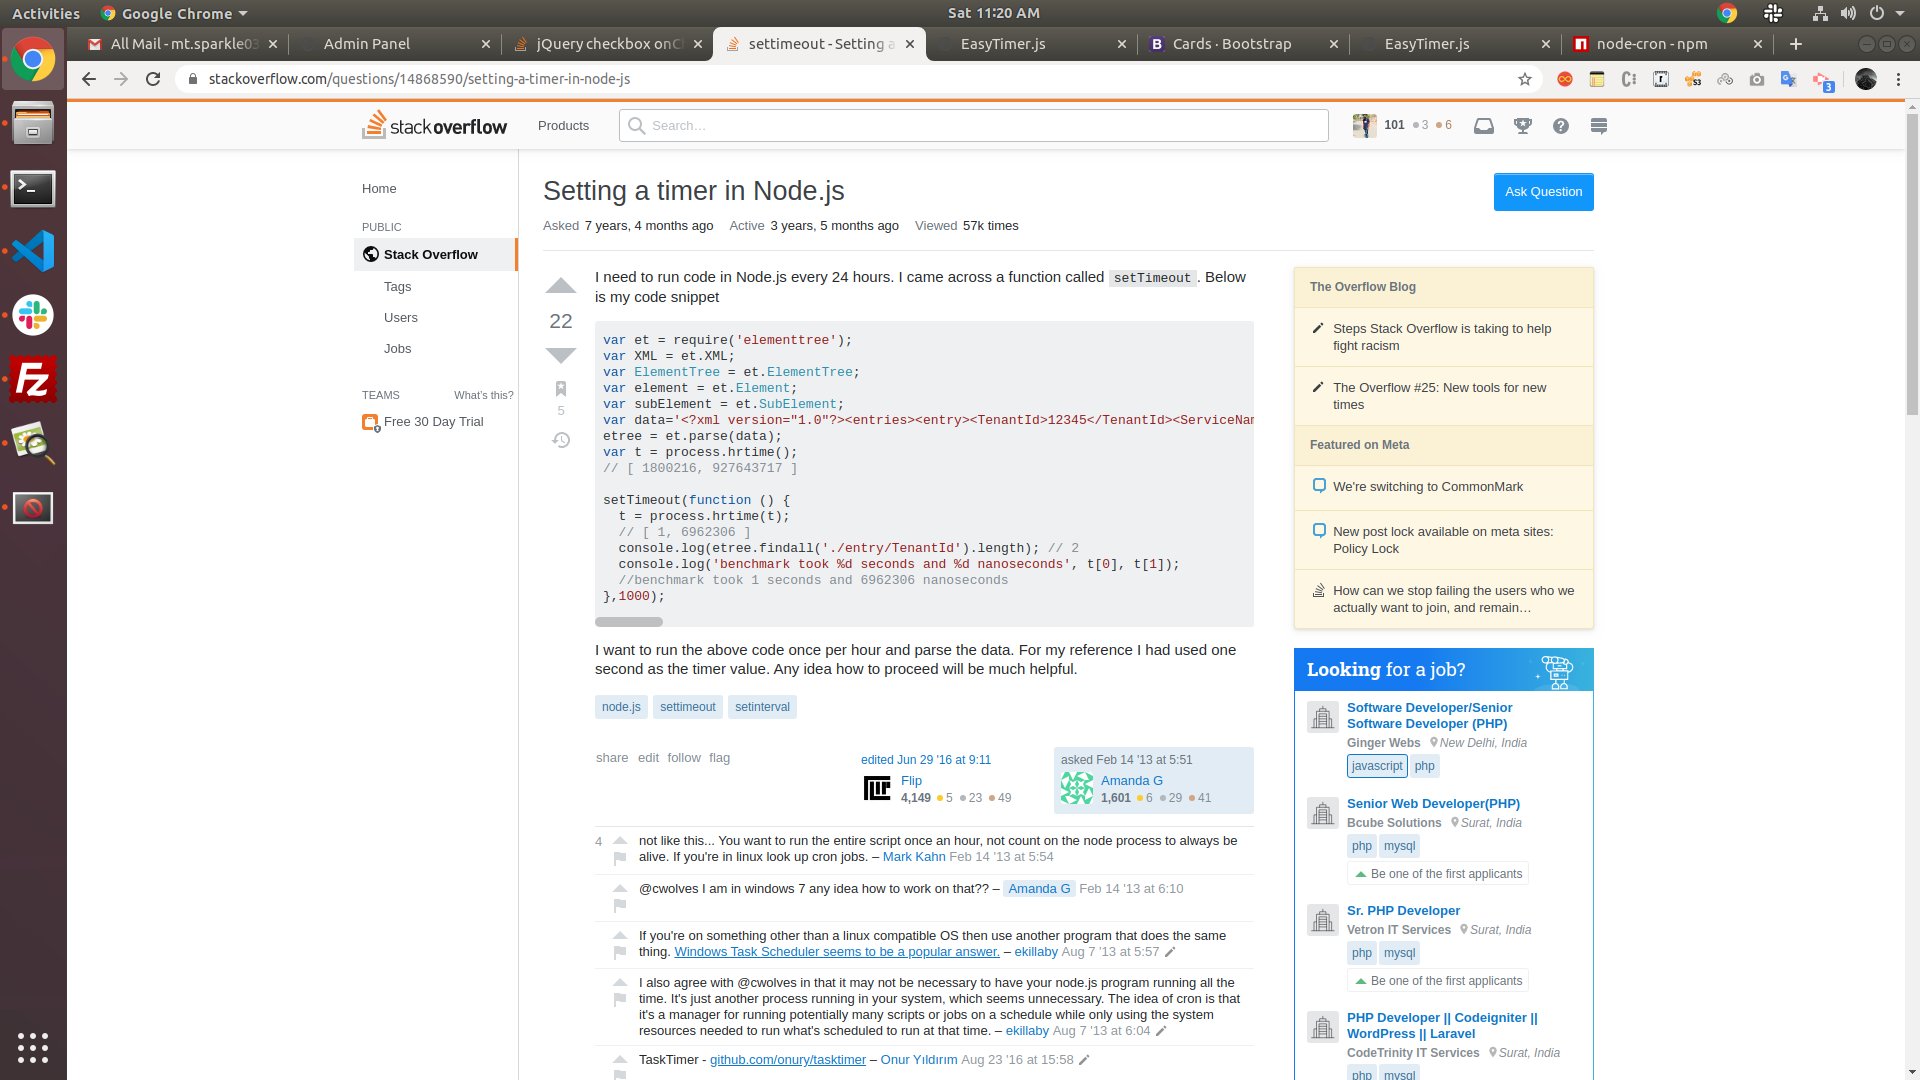 Activities
Google Chrome
Sat 11:20 AM
All Mail - mt.sparkle03
Admin Panel
jQuery checkbox onCl
settimeout - Setting a
EasyTimer.js
Cards · Bootstrap
EasyTimer.js
node-cron - npm
stackoverflow.com/questions/14868590/setting-a-timer-in-node-js
stackoverflow
Products
Search...
101 3 6
Home
PUBLIC
Stack Overflow
Tags
Users
Jobs
TEAMS What's this?
Free 30 Day Trial
Setting a timer in Node.js
Ask Question
Asked 7 years, 4 months ago Active 3 years, 5 months ago Viewed 57k times
22
5
I need to run code in Node.js every 24 hours. I came across a function called setTimeout. Below
is my code snippet
var et = require('elementtree');
var XML = et.XML;
var ElementTree = et.ElementTree;
var element = et.Element;
var subElement = et.SubElement;
var data='<?xml version="1.0"?><entries><entry><TenantId>12345</TenantId><ServiceNam
etree = et.parse(data);
var t = process.hrtime();
// [ 1800216, 927643717 ]
setTimeout(function () {
t = process.hrtime(t);
// [ 1, 6962306 ]
console.log(etree.findall('./entry/TenantId').length); // 2
console.log('benchmark took %d seconds and %d nanoseconds', t[0], t[1]);
//benchmark took 1 seconds and 6962306 nanoseconds
},1000);
I want to run the above code once per hour and parse the data. For my reference I had used one
second as the timer value. Any idea how to proceed will be much helpful.
node.js settimeout setinterval
share edit follow flag
edited Jun 29 '16 at 9:11
Flip
4,149 5 23 49
asked Feb 14 '13 at 5:51
Amanda G
1,601 6 29 41
4 not like this... You want to run the entire script once an hour, not count on the node process to always be
alive. If you're in linux look up cron jobs. – Mark Kahn Feb 14 '13 at 5:54
@cwolves I am in windows 7 any idea how to work on that?? – Amanda G Feb 14 '13 at 6:10
If you're on something other than a linux compatible OS then use another program that does the same
thing. Windows Task Scheduler seems to be a popular answer. – ekillaby Aug 7 '13 at 5:57
I also agree with @cwolves in that it may not be necessary to have your node.js program running all the
time. It's just another process running in your system, which seems unnecessary. The idea of cron is that
it's a manager for running potentially many scripts or jobs on a schedule while only using the system
resources needed to run what's scheduled to run at that time. – ekillaby Aug 7 '13 at 6:04
TaskTimer - github.com/onury/tasktimer – Onur Yıldırım Aug 23 '16 at 15:58
The Overflow Blog
Steps Stack Overflow is taking to help
fight racism
The Overflow #25: New tools for new
times
Featured on Meta
We're switching to CommonMark
New post lock available on meta sites:
Policy Lock
How can we stop failing the users who we
actually want to join, and remain…
Looking for a job?
Software Developer/Senior
Software Developer (PHP)
Ginger Webs New Delhi, India
javascript php
Senior Web Developer(PHP)
Bcube Solutions Surat, India
php mysql
Be one of the first applicants
Sr. PHP Developer
Vetron IT Services Surat, India
php mysql
Be one of the first applicants
PHP Developer || Codeigniter ||
WordPress || Laravel
CodeTrinity IT Services Surat, India
php mysql